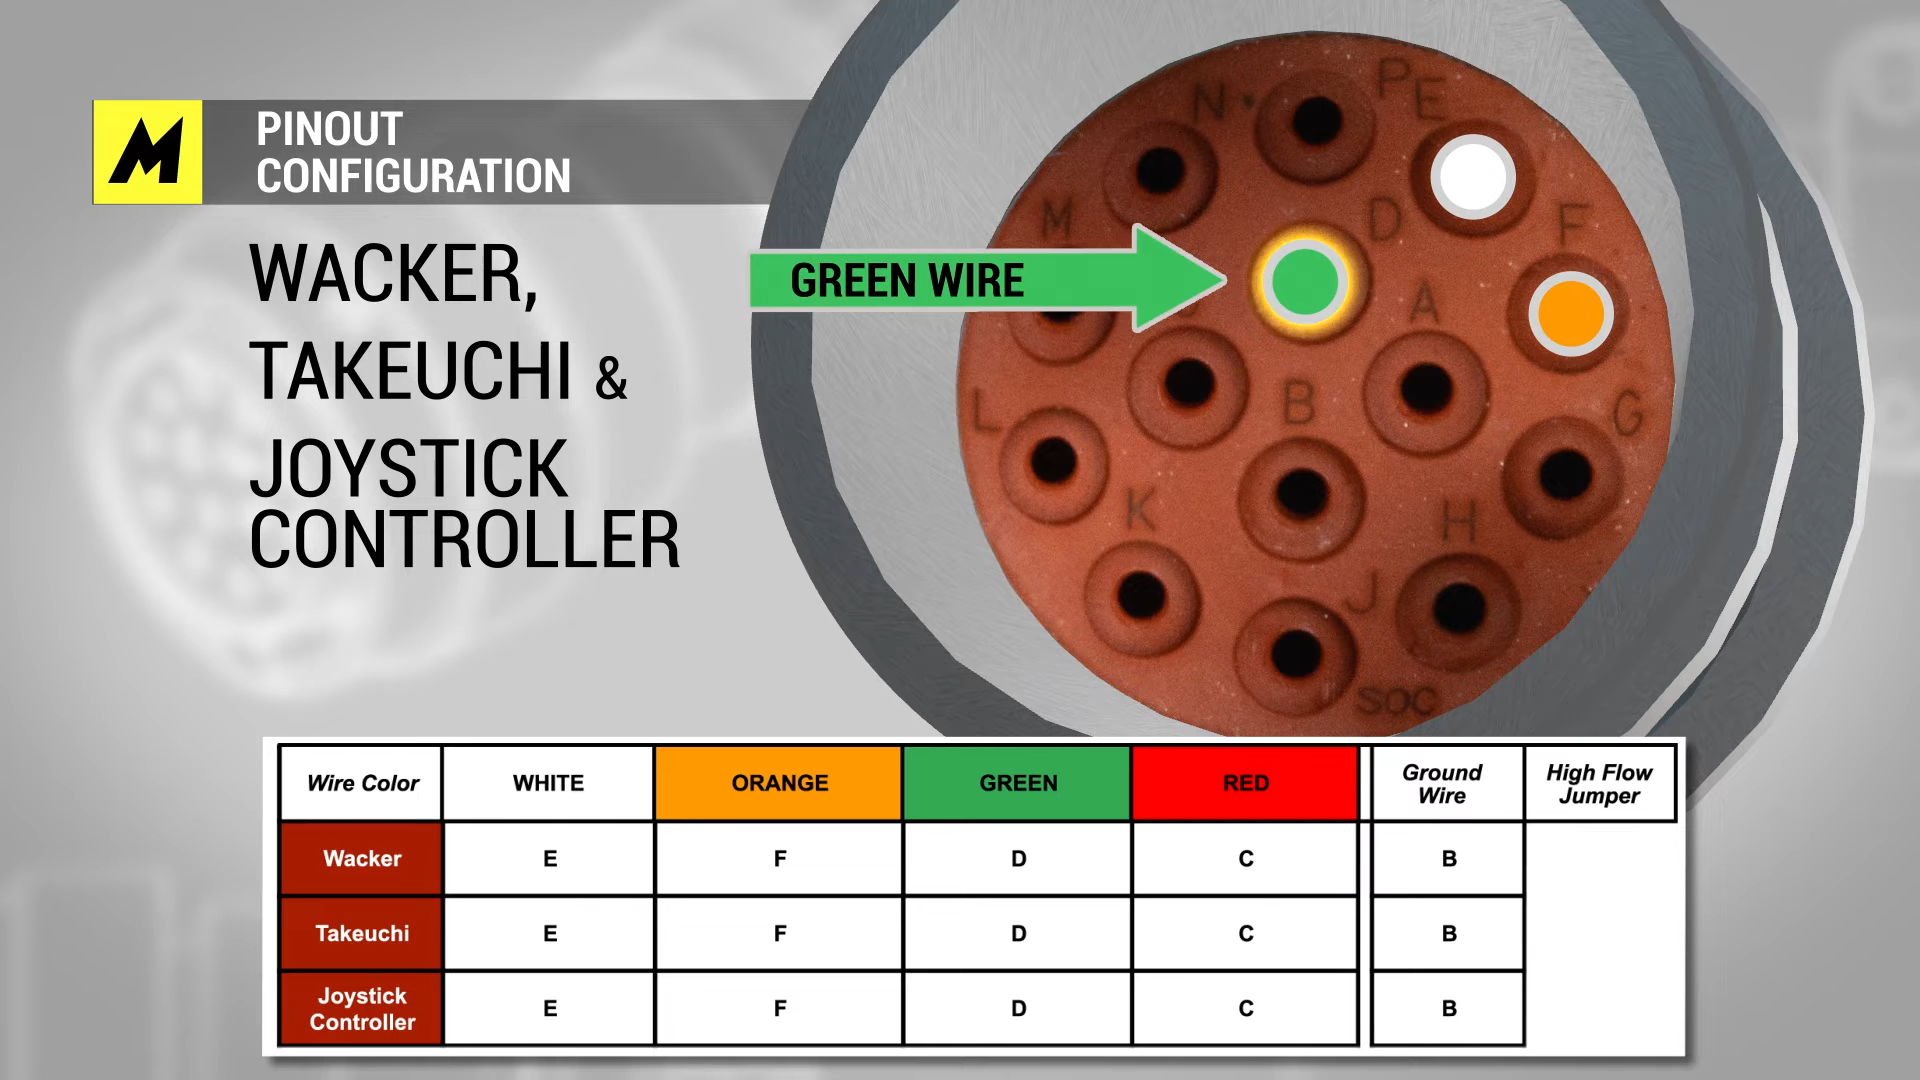 PINOUT
CONFIGURATION
WACKER,
TAKEUCHI &
JOYSTICK
CONTROLLER
GREEN WIRE
N
P
E
M
D
F
A
L
B
G
K
H
J
SOC
Wire Color WHITE ORANGE GREEN RED Ground Wire High Flow Jumper
Wacker E F D C B
Takeuchi E F D C B
Joystick Controller E F D C B